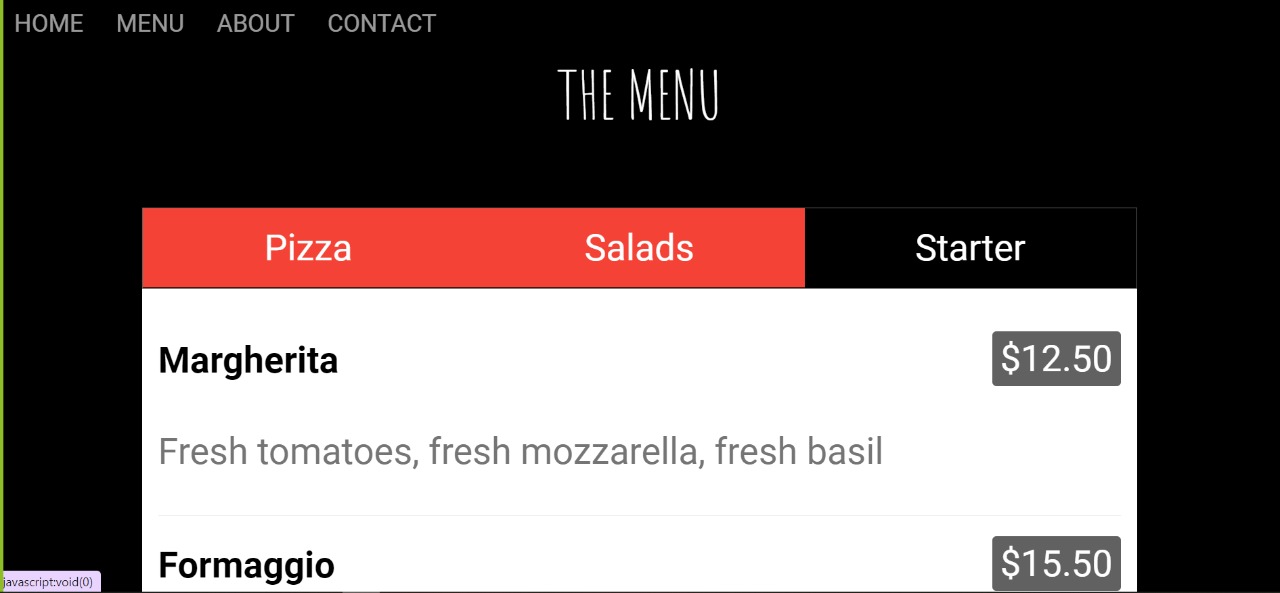 HOME MENU ABOUT CONTACT
THE MENU
Pizza Salads Starter
Margherita $12.50
Fresh tomatoes, fresh mozzarella, fresh basil
Formaggio $15.50
javascript:void(0)